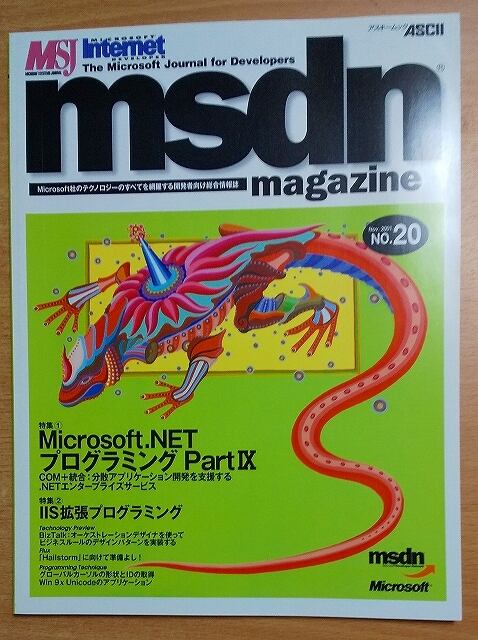 アスキームック ASCII
MSJ
MICROSOFT SYSTEMS JOURNAL
MICROSOFT
Internet
DEVELOPER
The Microsoft Journal for Developers
msdn®
magazine
Microsoft社のテクノロジーのすべてを網羅する開発者向け総合情報誌
Nov. 2001
NO.20
特集①
Microsoft.NET
プログラミング Part Ⅸ
COM+統合:分散アプリケーション開発を支援する
.NETエンタープライズサービス
特集②
IIS拡張プログラミング
Technology Preview
BizTalk:オーケストレーションデザイナを使って
ビジネスルールのデザインパターンを実装する
Flux
「Hailstorm」に向けて準備よし!
Programming Technique
グローバルカーソルの形状とIDの取得
Win 9x Unicodeのアプリケーション
msdn
Microsoft